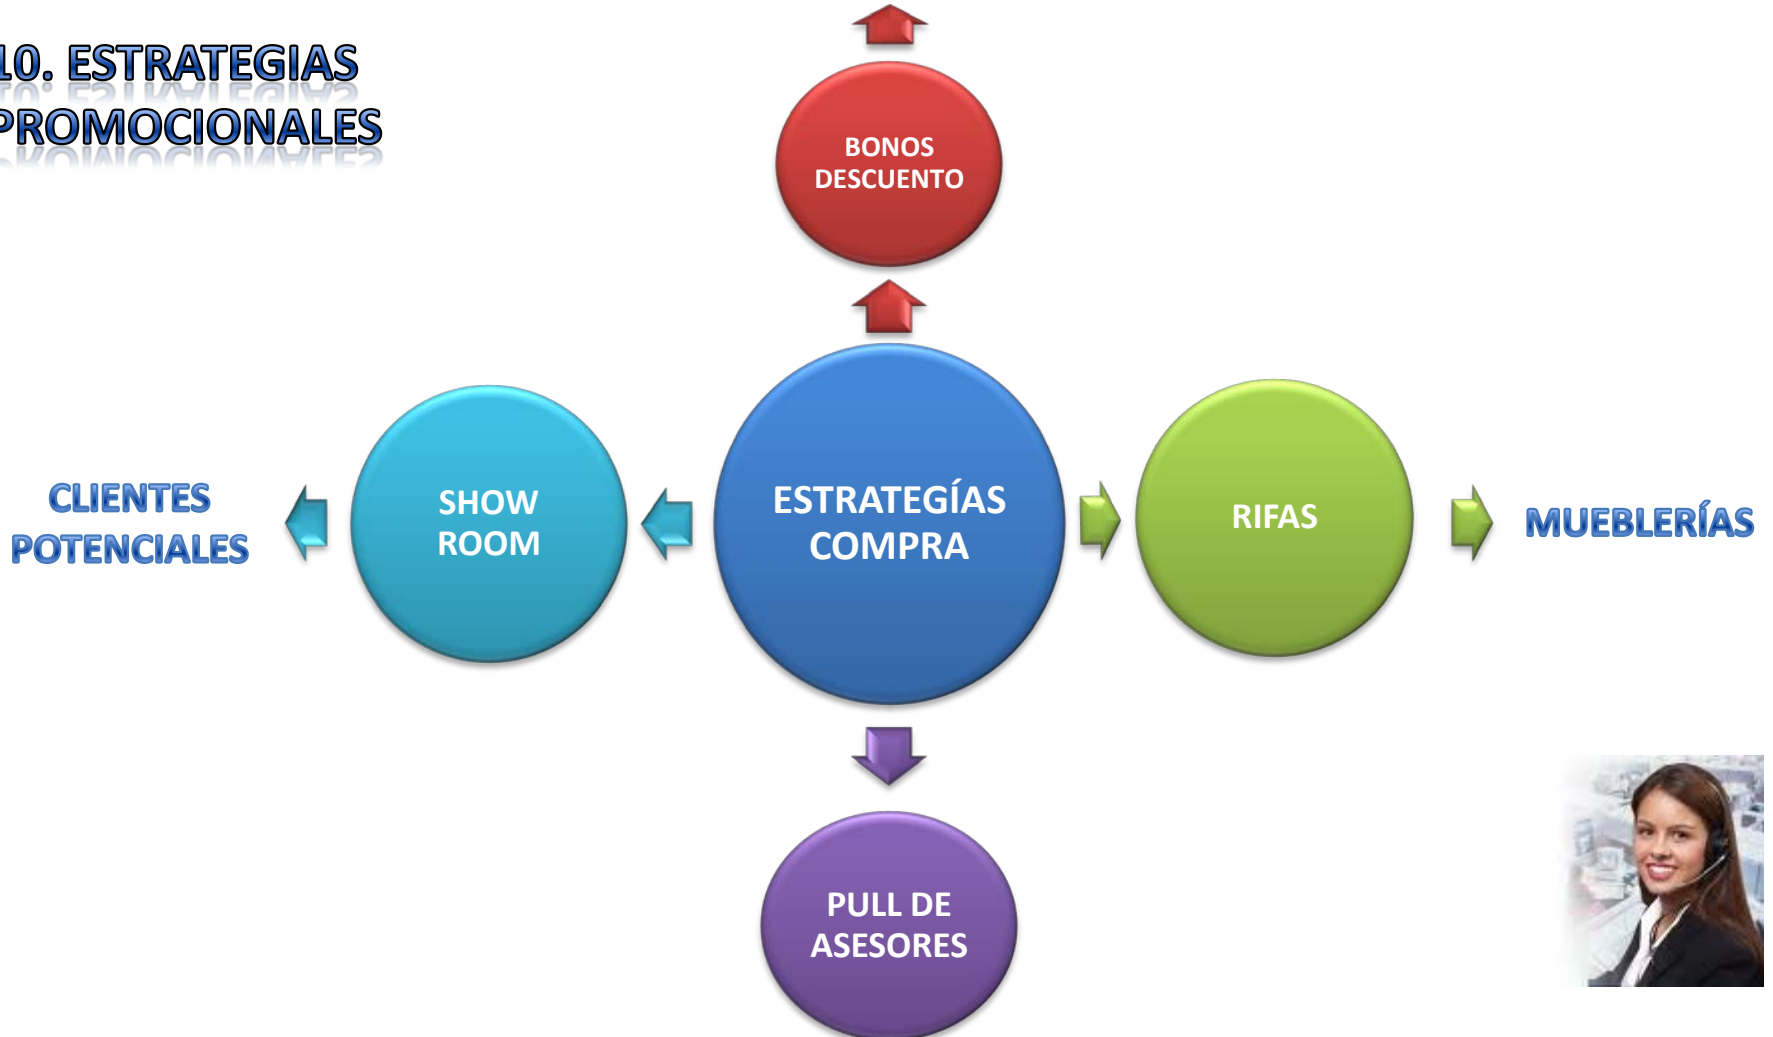 10. ESTRATEGIAS
PROMOCIONALES
BONOS
DESCUENTO
CLIENTES
POTENCIALES
SHOW
ROOM
ESTRATEGÍAS
COMPRA
RIFAS
MUEBLERÍAS
PULL DE
ASESORES